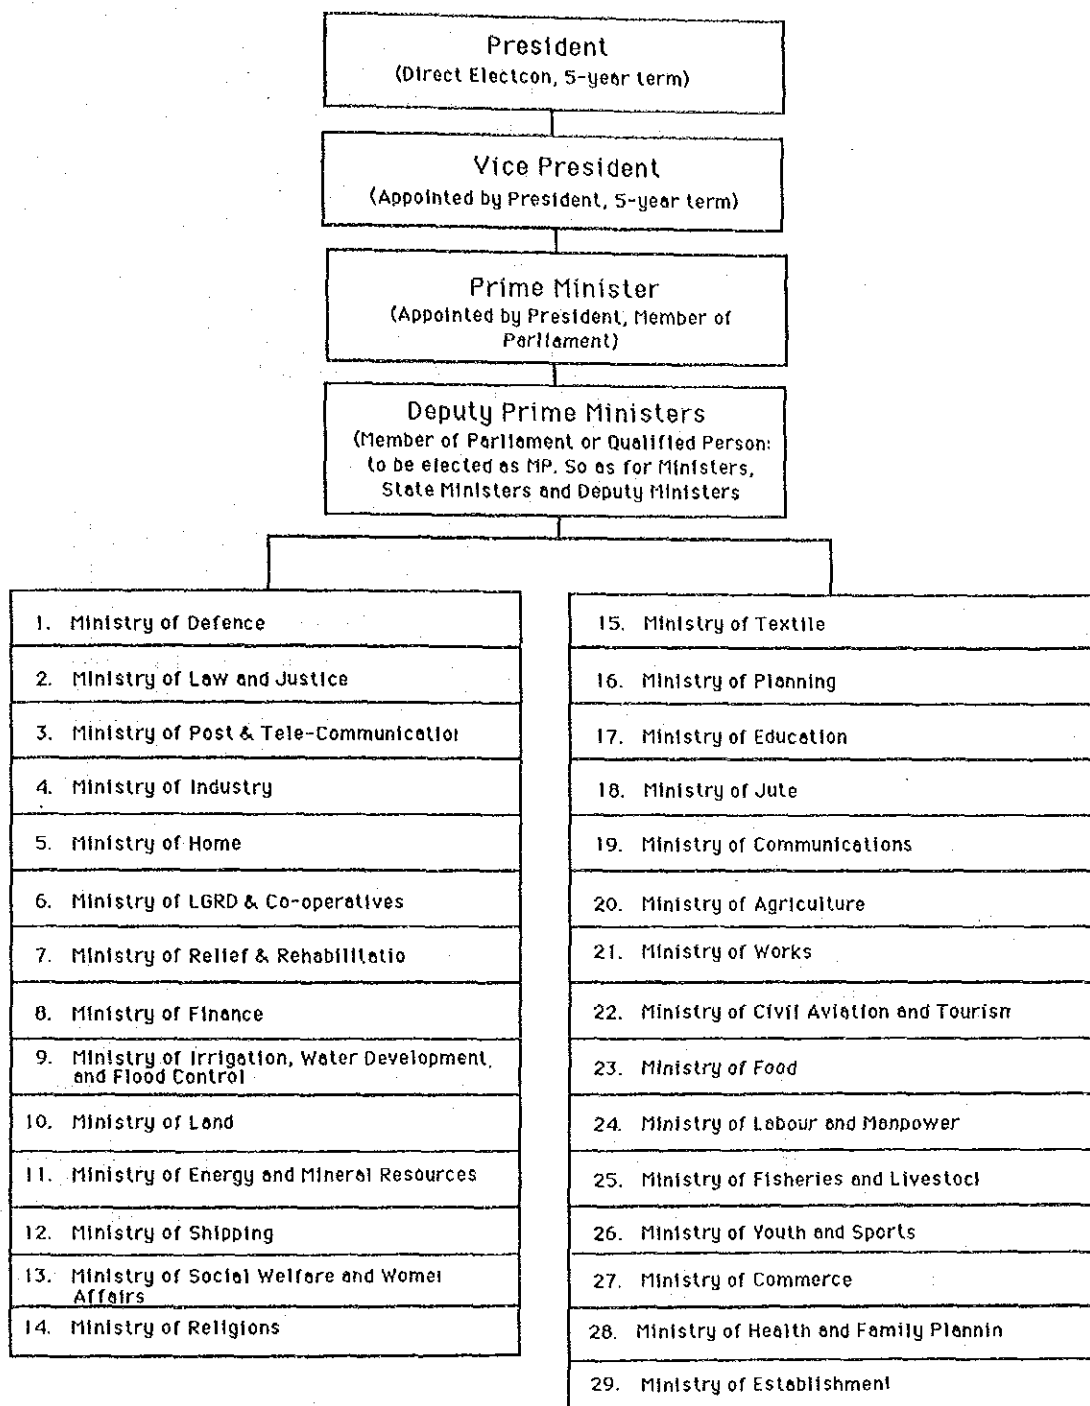 President
(Direct Electcon, 5-year term)
Vice President
(Appointed by President, 5-year term)
Prime Minister
(Appointed by President, Member of
Parliament)
Deputy Prime Ministers
(Member of Parliament or Qualified Person:
to be elected as MP. So as for Ministers,
State Ministers and Deputy Ministers
1. Ministry of Defence
2. Ministry of Law and Justice
3. Ministry of Post & Tele-Communication
4. Ministry of Industry
5. Ministry of Home
6. Ministry of LGRD & Co-operatives
7. Ministry of Relief & Rehabilitatio
8. Ministry of Finance
9. Ministry of Irrigation, Water Development,
and Flood Control
10. Ministry of Land
11. Ministry of Energy and Mineral Resources
12. Ministry of Shipping
13. Ministry of Social Welfare and Women
Affairs
14. Ministry of Religions
15. Ministry of Textile
16. Ministry of Planning
17. Ministry of Education
18. Ministry of Jute
19. Ministry of Communications
20. Ministry of Agriculture
21. Ministry of Works
22. Ministry of Civil Aviation and Tourism
23. Ministry of Food
24. Ministry of Labour and Manpower
25. Ministry of Fisheries and Livestock
26. Ministry of Youth and Sports
27. Ministry of Commerce
28. Ministry of Health and Family Plannin
29. Ministry of Establishment